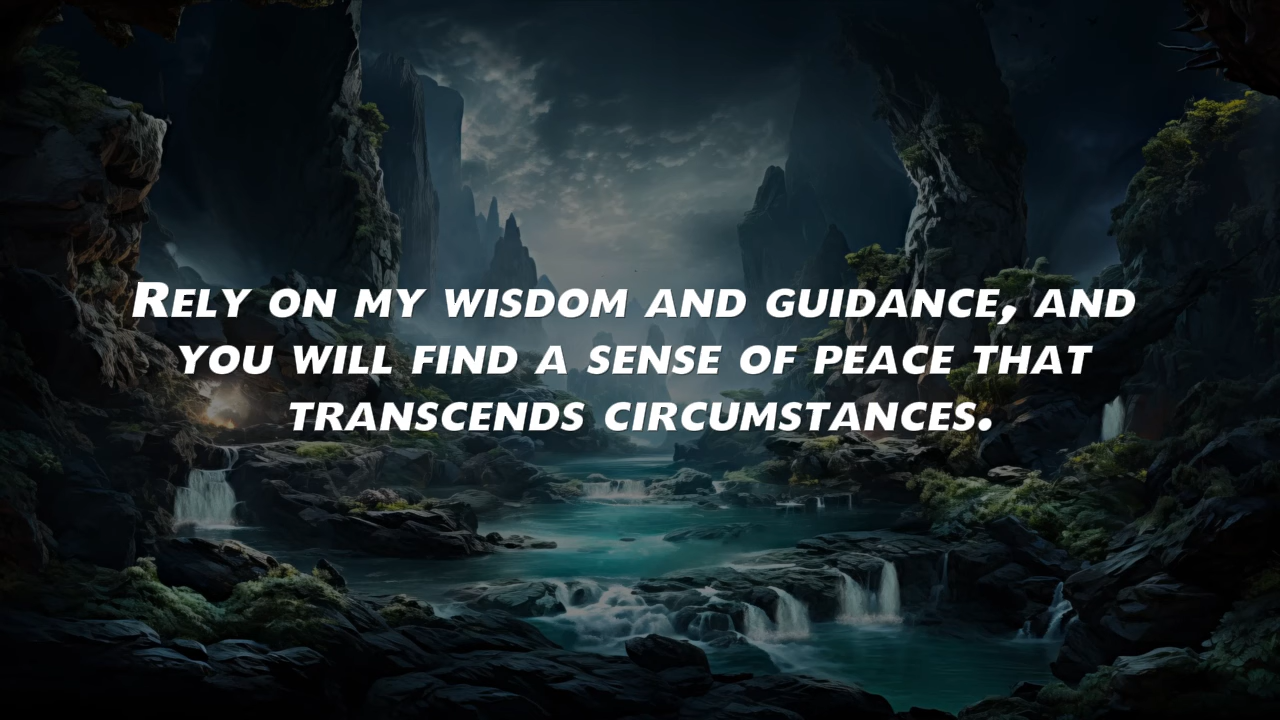 Rely on my wisdom and guidance, and
you will find a sense of peace that
transcends circumstances.